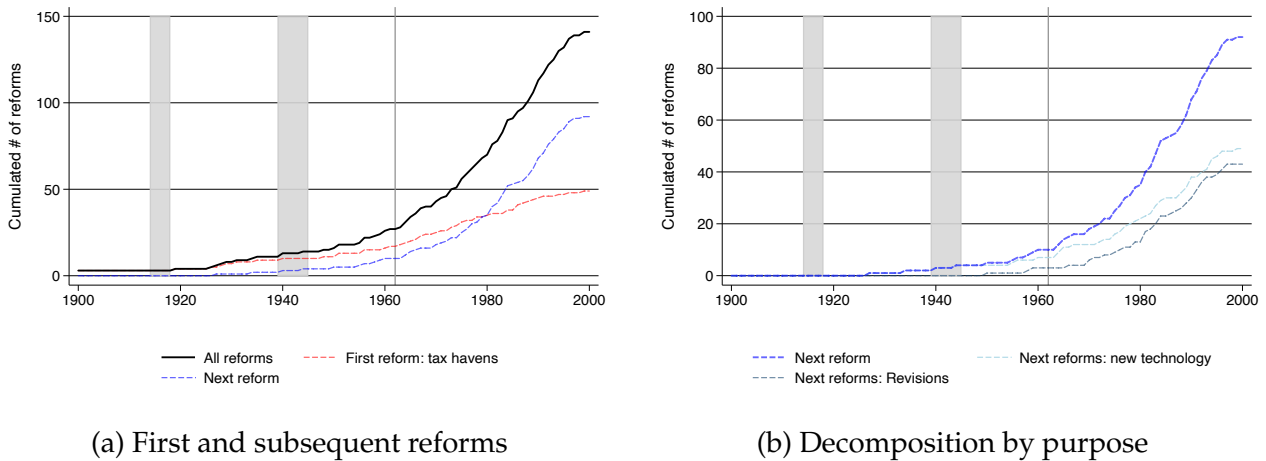 150
100
50
0
Cumulated # of reforms
1900
1920
1940
1960
1980
2000
All reforms
First reform: tax havens
Next reform
(a) First and subsequent reforms
100
80
60
40
20
0
Cumulated # of reforms
1900
1920
1940
1960
1980
2000
Next reform
Next reforms: new technology
Next reforms: Revisions
(b) Decomposition by purpose